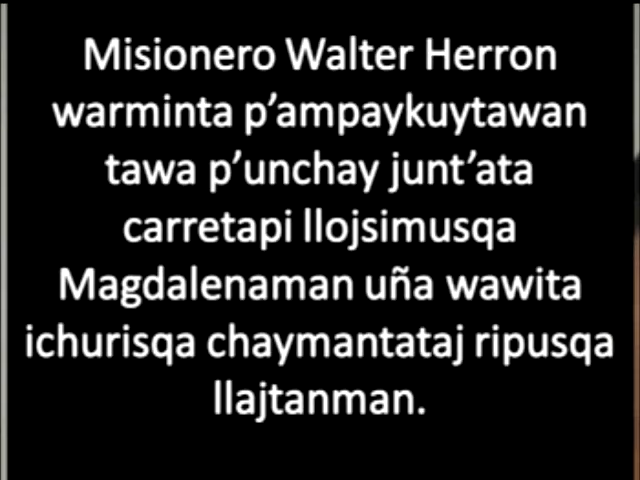 Misionero Walter Herron
warminta p’ampaykuytawan
tawa p’unchay junt’ata
carretapi llojsimusqa
Magdalenaman uña wawita
ichurisqa chaymantataj ripusqa
llajtanman.